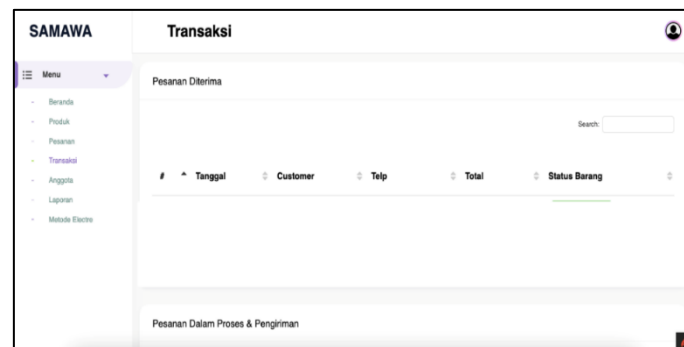 SAMAWA
Transaksi
Menu
- Beranda
- Produk
- Pesanan
- Transaksi
- Anggota
- Laporan
- Metode Electre
Pesanan Diterima
Search:
# Tanggal Customer Telp Total Status Barang
Pesanan Dalam Proses & Pengiriman